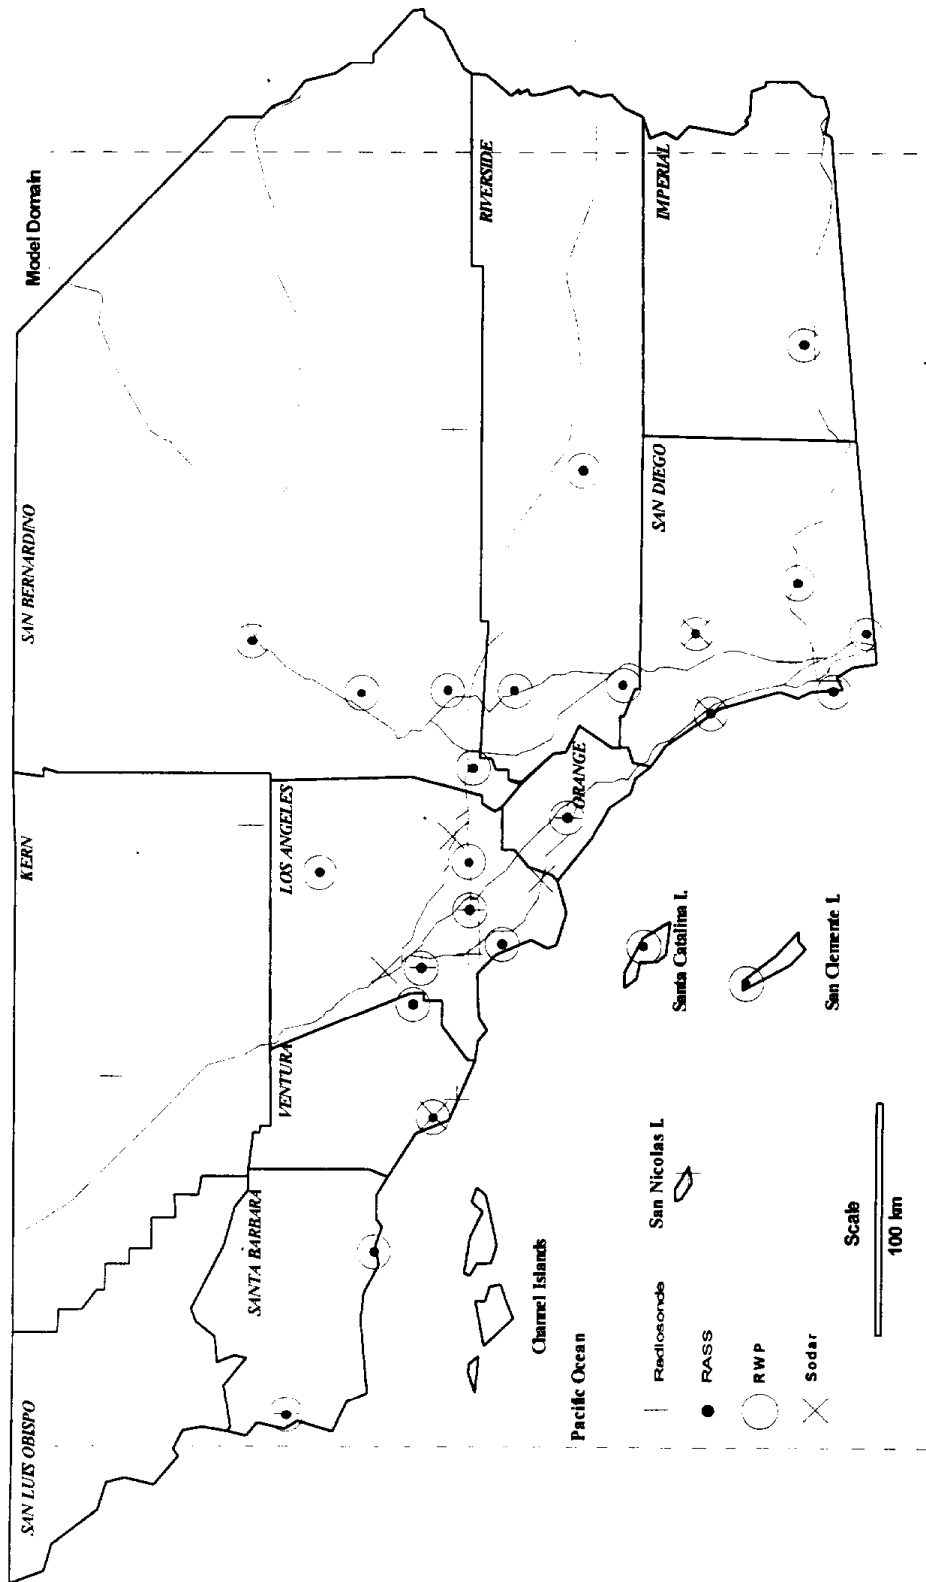 SAN LUIS OBISPO
KERN
SAN BERNARDINO
Model Domain
SANTA BARBARA
VENTURA
LOS ANGELES
RIVERSIDE
ORANGE
SAN DIEGO
IMPERIAL
Channel Islands
Pacific Ocean
San Nicolas I.
Santa Catalina I.
San Clemente I.
Radiosonde
RASS
RWP
Sodar
Scale
100 km